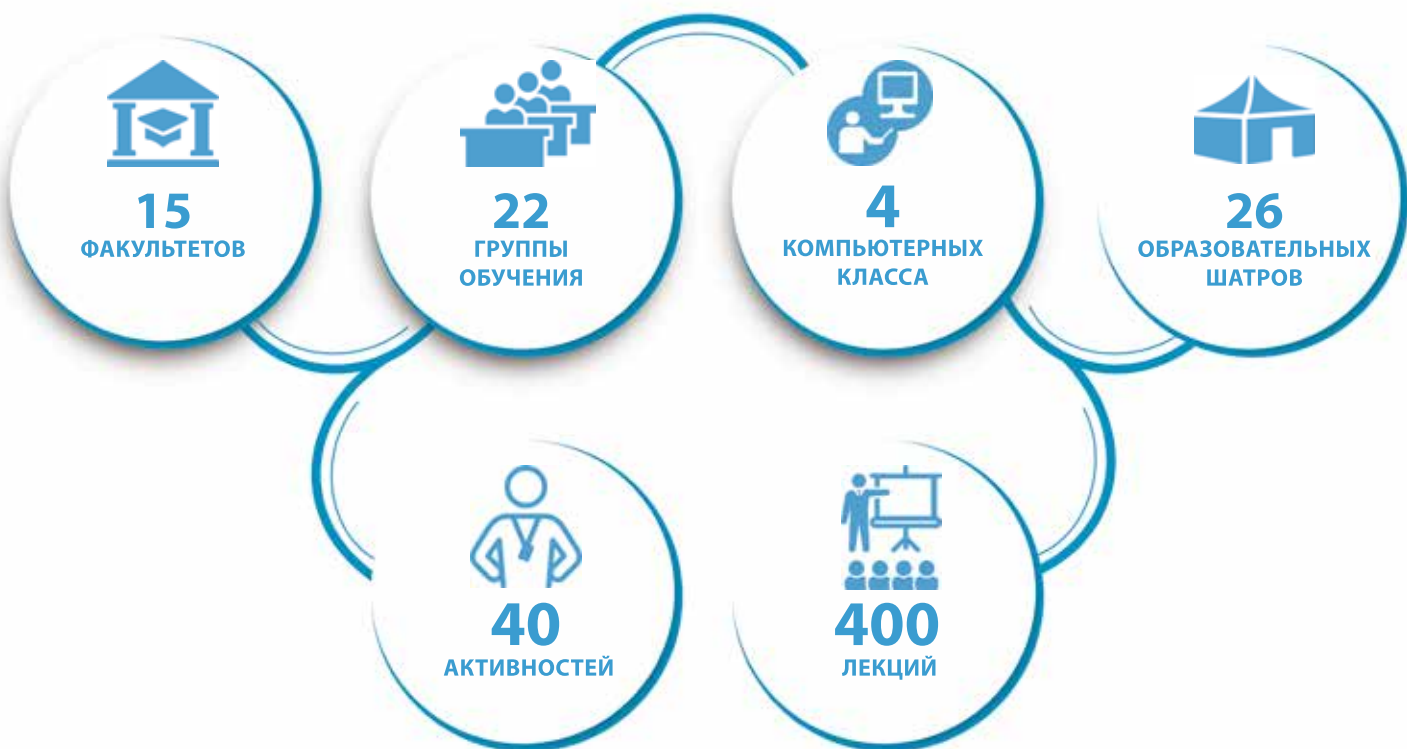 15
ФАКУЛЬТЕТОВ
22
ГРУППЫ
ОБУЧЕНИЯ
4
КОМПЬЮТЕРНЫХ
КЛАССА
26
ОБРАЗОВАТЕЛЬНЫХ
ШАТРОВ
40
АКТИВНОСТЕЙ
400
ЛЕКЦИЙ